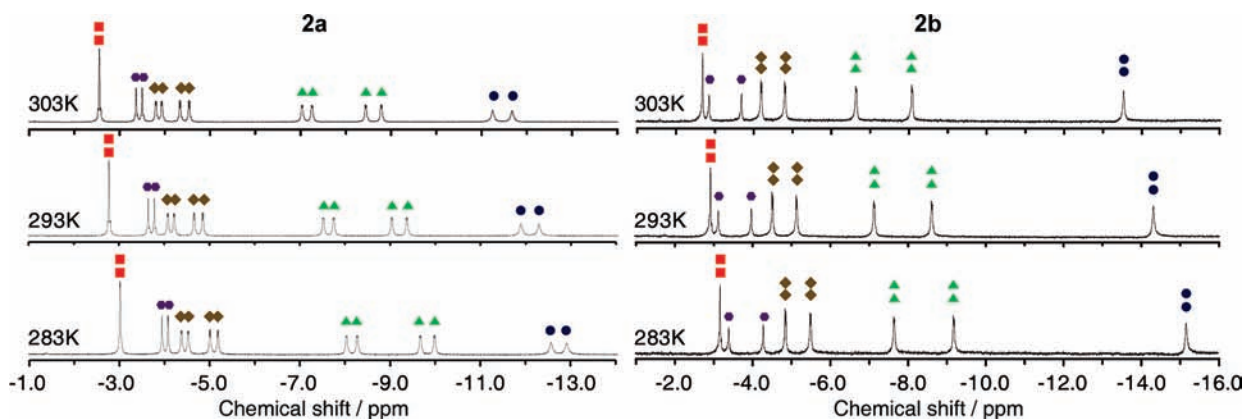 2a
303K
293K
283K
-1.0 -3.0 -5.0 -7.0 -9.0 -11.0 -13.0
Chemical shift / ppm
2b
303K
293K
283K
-2.0 -4.0 -6.0 -8.0 -10.0 -12.0 -14.0 -16.0
Chemical shift / ppm